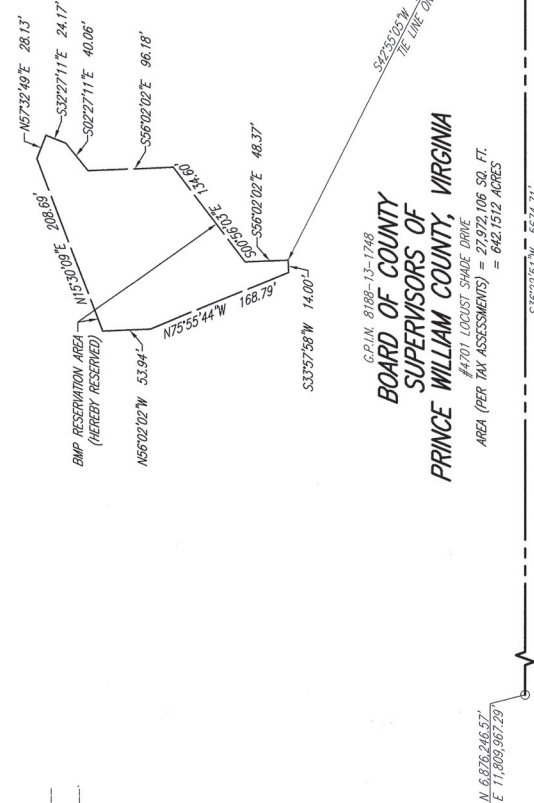 N57°32'49"E 28.13'
S32°27'11"E 24.17'
S02°27'11"E 40.06'
S56°02'02"E 96.18'
N15°30'09"E 208.69'
S00°56'03"E 134.60'
S56°02'02"E 48.37'
BMP RESERVATION AREA
(HEREBY RESERVED)
N56°02'02"W 53.94'
N75°55'44"W 168.79'
S33°57'58"W 14.00'
S42°55'05"W
TIE LINE
G.P.I.N. 8188-13-1748
BOARD OF COUNTY
SUPERVISORS OF
PRINCE WILLIAM COUNTY, VIRGINIA
#4701 LOCUST SHADE DRIVE
AREA (PER TAX ASSESSMENTS) = 27,972,106 SQ. FT.
= 642.1512 ACRES
N 6,876,246.57'
E 11,809,967.29'